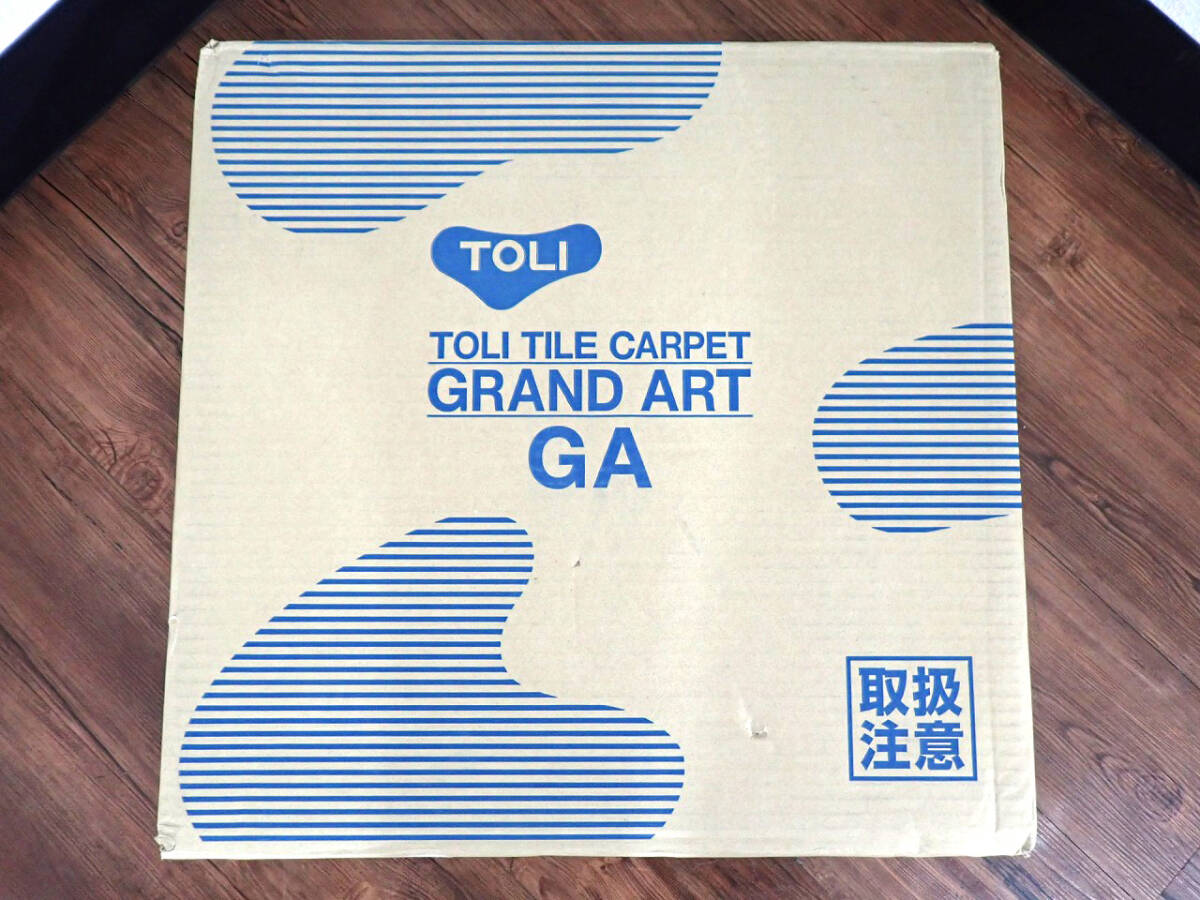 TOLI
TOLI TILE CARPET
GRAND ART
GA
取扱
注意